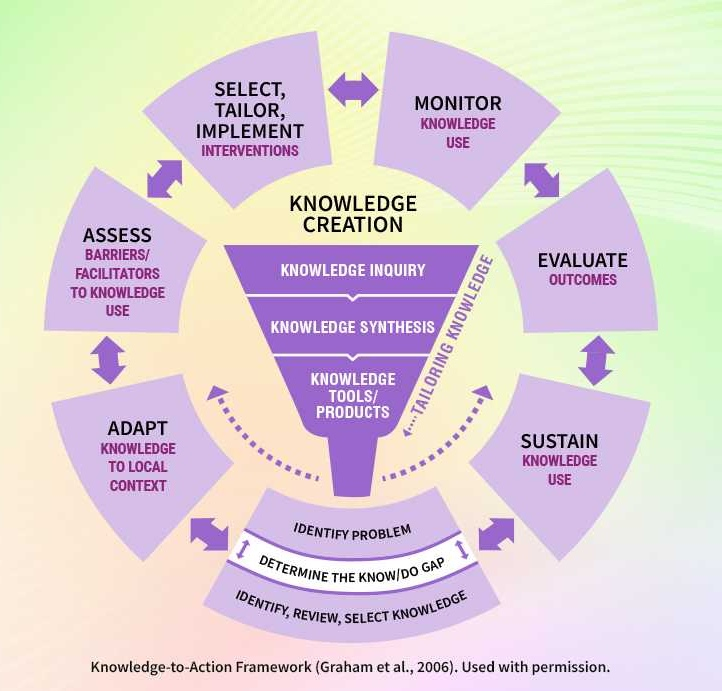 SELECT,
TAILOR,
IMPLEMENT
INTERVENTIONS
MONITOR
KNOWLEDGE
USE
ASSESS
BARRIERS/
FACILITATORS
TO KNOWLEDGE
USE
KNOWLEDGE
CREATION
KNOWLEDGE INQUIRY
KNOWLEDGE SYNTHESIS
KNOWLEDGE
TOOLS/
PRODUCTS
TAILORING KNOWLEDGE
EVALUATE
OUTCOMES
ADAPT
KNOWLEDGE
TO LOCAL
CONTEXT
SUSTAIN
KNOWLEDGE
USE
IDENTIFY PROBLEM
DETERMINE THE KNOW/DO GAP
IDENTIFY, REVIEW, SELECT KNOWLEDGE
Knowledge-to-Action Framework (Graham et al., 2006). Used with permission.